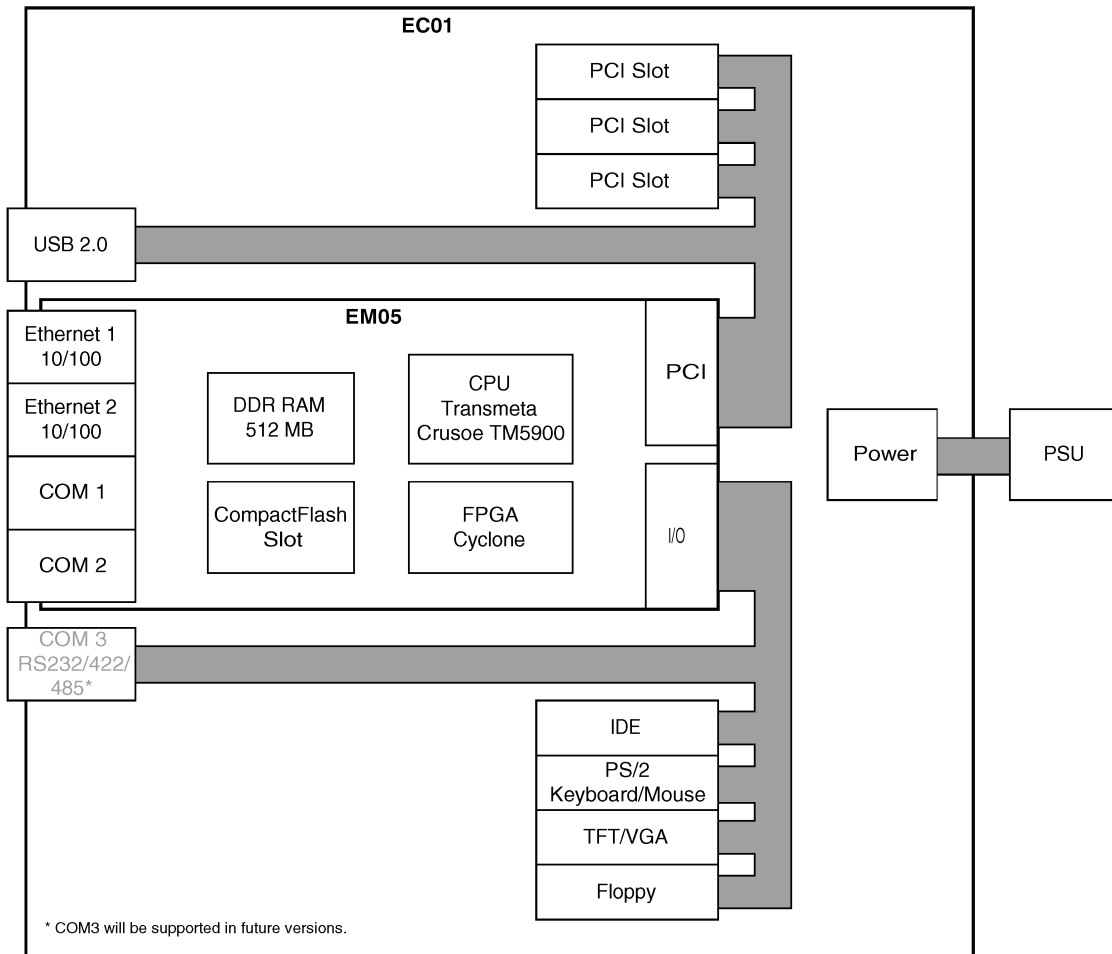 EC01
PCI Slot
PCI Slot
PCI Slot
USB 2.0
Ethernet 1
10/100
Ethernet 2
10/100
COM 1
COM 2
EM05
DDR RAM
512 MB
CPU
Transmeta
Crusoe TM5900
CompactFlash
Slot
FPGA
Cyclone
PCI
I/O
Power
PSU
COM 3
RS232/422/
485*
IDE
PS/2
Keyboard/Mouse
TFT/VGA
Floppy
* COM3 will be supported in future versions.